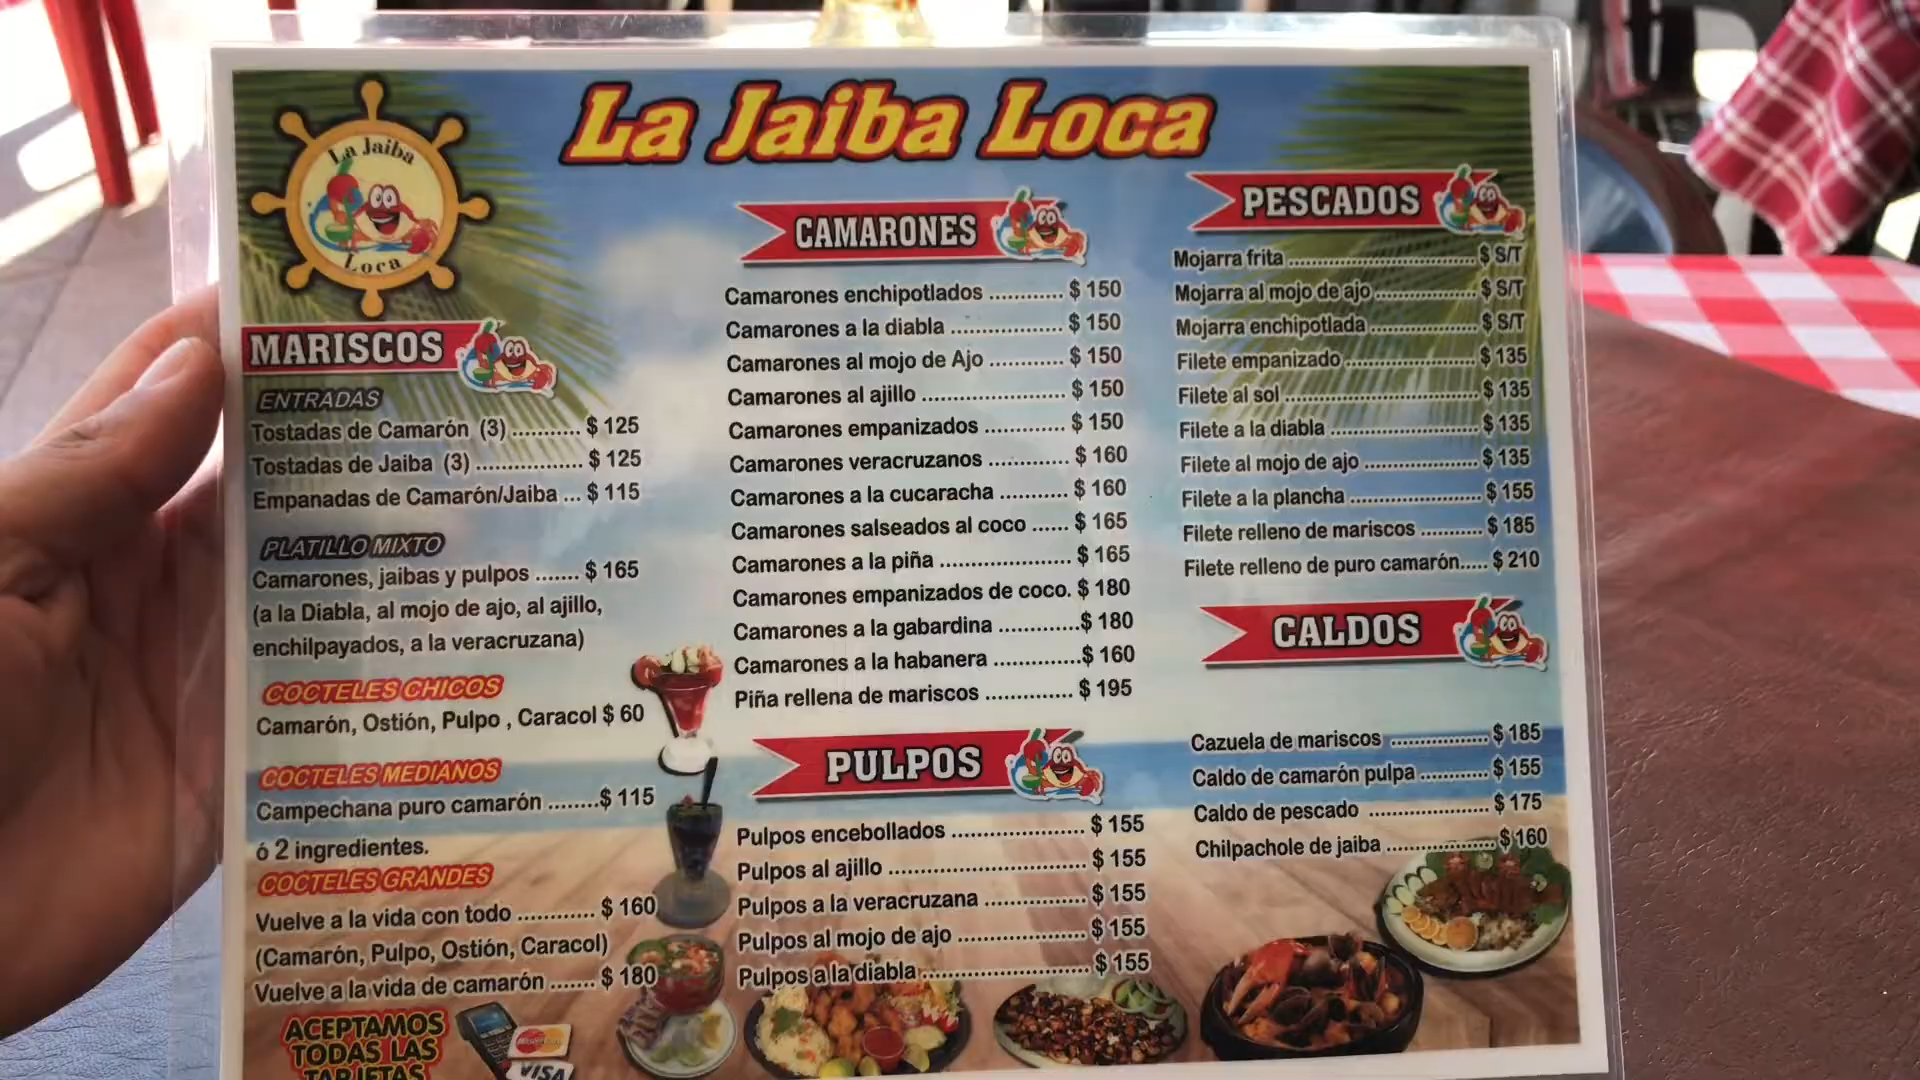 La Jaiba Loca
La Jaiba
Loca
MARISCOS
ENTRADAS
Tostadas de Camarón (3) ........... $ 125
Tostadas de Jaiba (3) ................. $ 125
Empanadas de Camarón/Jaiba ... $ 115
PLATILLO MIXTO
Camarones, jaibas y pulpos ....... $ 165
(a la Diabla, al mojo de ajo, al ajillo,
enchilpayados, a la veracruzana)
COCTELES CHICOS
Camarón, Ostión, Pulpo , Caracol $ 60
COCTELES MEDIANOS
Campechana puro camarón ........$ 115
ó 2 ingredientes.
COCTELES GRANDES
Vuelve a la vida con todo ............ $ 160
(Camarón, Pulpo, Ostión, Caracol)
Vuelve a la vida de camarón ....... $ 180
ACEPTAMOS
TODAS LAS
TARJETAS
MasterCard
VISA
CAMARONES
Camarones enchipotlados ............ $ 150
Camarones a la diabla .................. $ 150
Camarones al mojo de Ajo ............ $ 150
Camarones al ajillo ....................... $ 150
Camarones empanizados ............. $ 150
Camarones veracruzanos ............. $ 160
Camarones a la cucaracha ........... $ 160
Camarones salseados al coco ...... $ 165
Camarones a la piña ..................... $ 165
Camarones empanizados de coco. $ 180
Camarones a la gabardina .............$ 180
Camarones a la habanera ..............$ 160
Piña rellena de mariscos .............. $ 195
PULPOS
Pulpos encebollados ..................... $ 155
Pulpos al ajillo ................................ $ 155
Pulpos a la veracruzana ................ $ 155
Pulpos al mojo de ajo .................... $ 155
Pulpos a la diabla .......................... $ 155
PESCADOS
Mojarra frita ................................ $ S/T
Mojarra al mojo de ajo ................. $ S/T
Mojarra enchipotlada .................. $ S/T
Filete empanizado ...................... $ 135
Filete al sol ................................. $ 135
Filete a la diabla ......................... $ 135
Filete al mojo de ajo ................... $ 135
Filete a la plancha ...................... $ 155
Filete relleno de mariscos ........... $ 185
Filete relleno de puro camarón..... $ 210
CALDOS
Cazuela de mariscos ................. $ 185
Caldo de camarón pulpa ............ $ 155
Caldo de pescado ..................... $ 175
Chilpachole de jaiba ................... $ 160